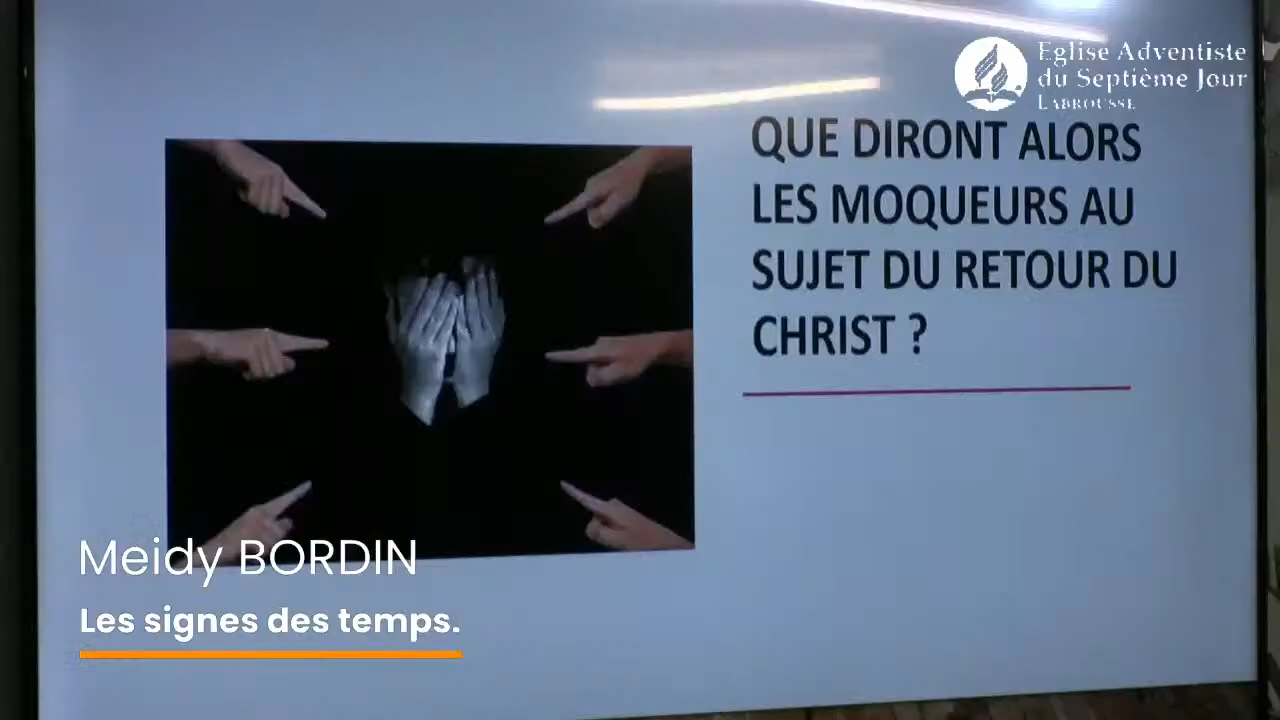 Eglise Adventiste
du Septième Jour
Labrousse
QUE DIRONT ALORS
LES MOQUEURS AU
SUJET DU RETOUR DU
CHRIST ?
Meidy BORDIN
Les signes des temps.